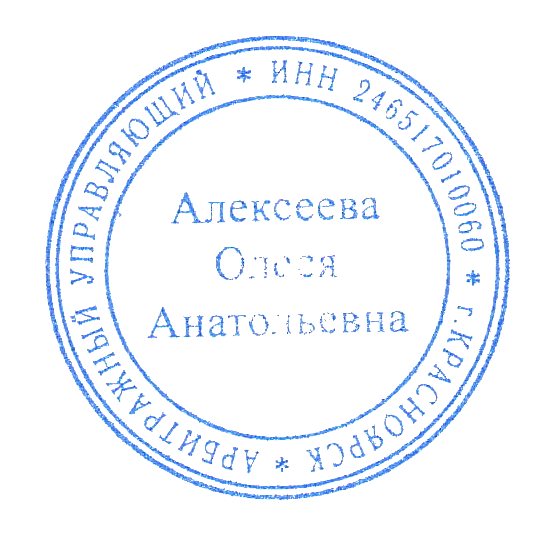 АРБИТРАЖНЫЙ УПРАВЛЯЮЩИЙ * ИНН 246517010060 * г.КРАСНОЯРСК *
Алексеева
Олеся
Анатольевна